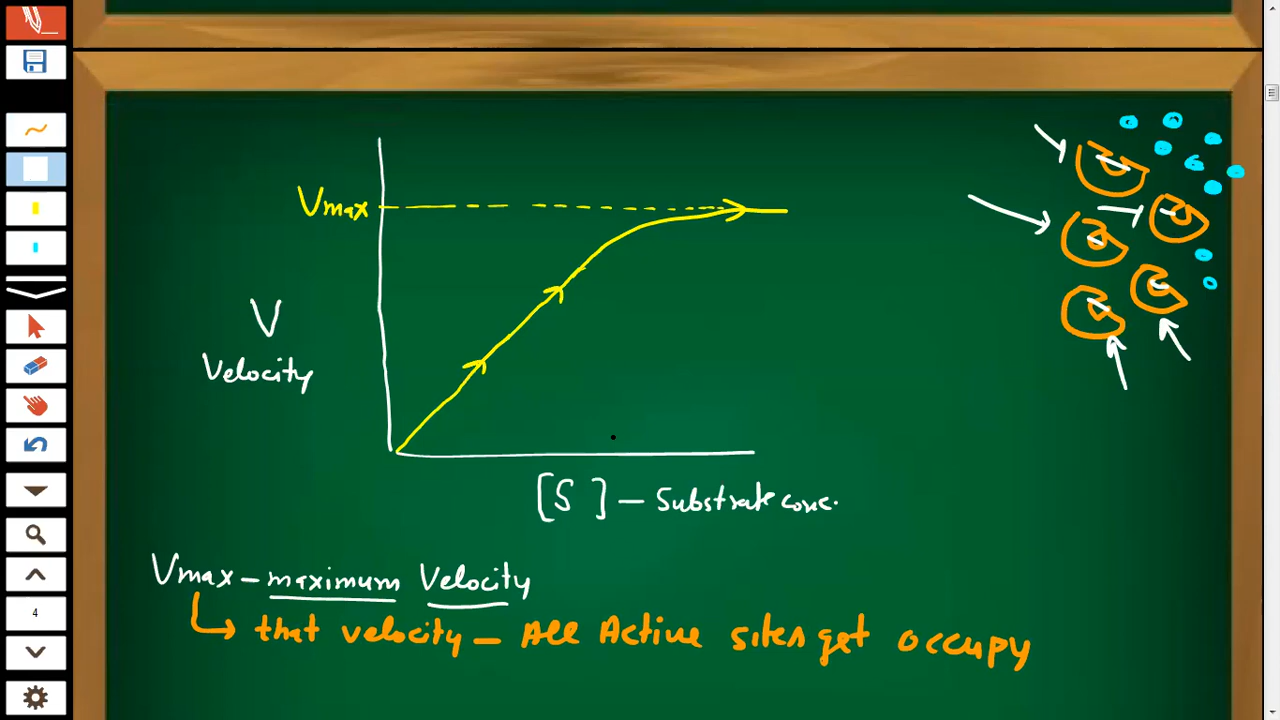 Vmax
V
Velocity
[S] – Substrate conc.
Vmax – maximum Velocity
that velocity – All Active sites get occupy
4